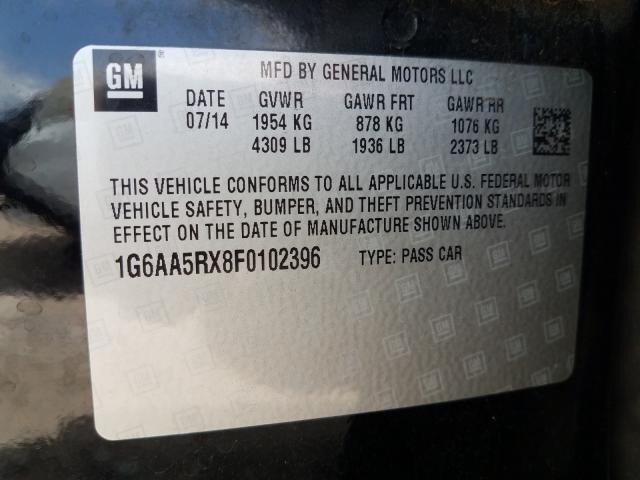 GM ®
MFD BY GENERAL MOTORS LLC
DATE GVWR GAWR FRT GAWR RR
07/14 1954 KG 878 KG 1076 KG
4309 LB 1936 LB 2373 LB
THIS VEHICLE CONFORMS TO ALL APPLICABLE U.S. FEDERAL MOTOR
VEHICLE SAFETY, BUMPER, AND THEFT PREVENTION STANDARDS IN
EFFECT ON THE DATE OF MANUFACTURE SHOWN ABOVE.
1G6AA5RX8F0102396 TYPE: PASS CAR